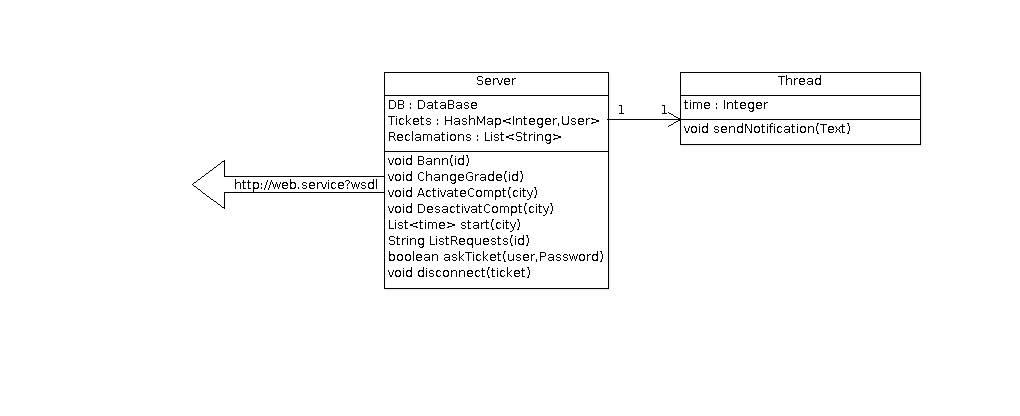 Server
DB : DataBase
Tickets : HashMap<Integer,User>
Reclamations : List<String>
void Bann(id)
void ChangeGrade(id)
void ActivateCompt(city)
void DesactivatCompt(city)
List<time> start(city)
String ListRequests(id)
boolean askTicket(user,Password)
void disconnect(ticket)
http://web.service?wsdl
1
1
Thread
time : Integer
void sendNotification(Text)